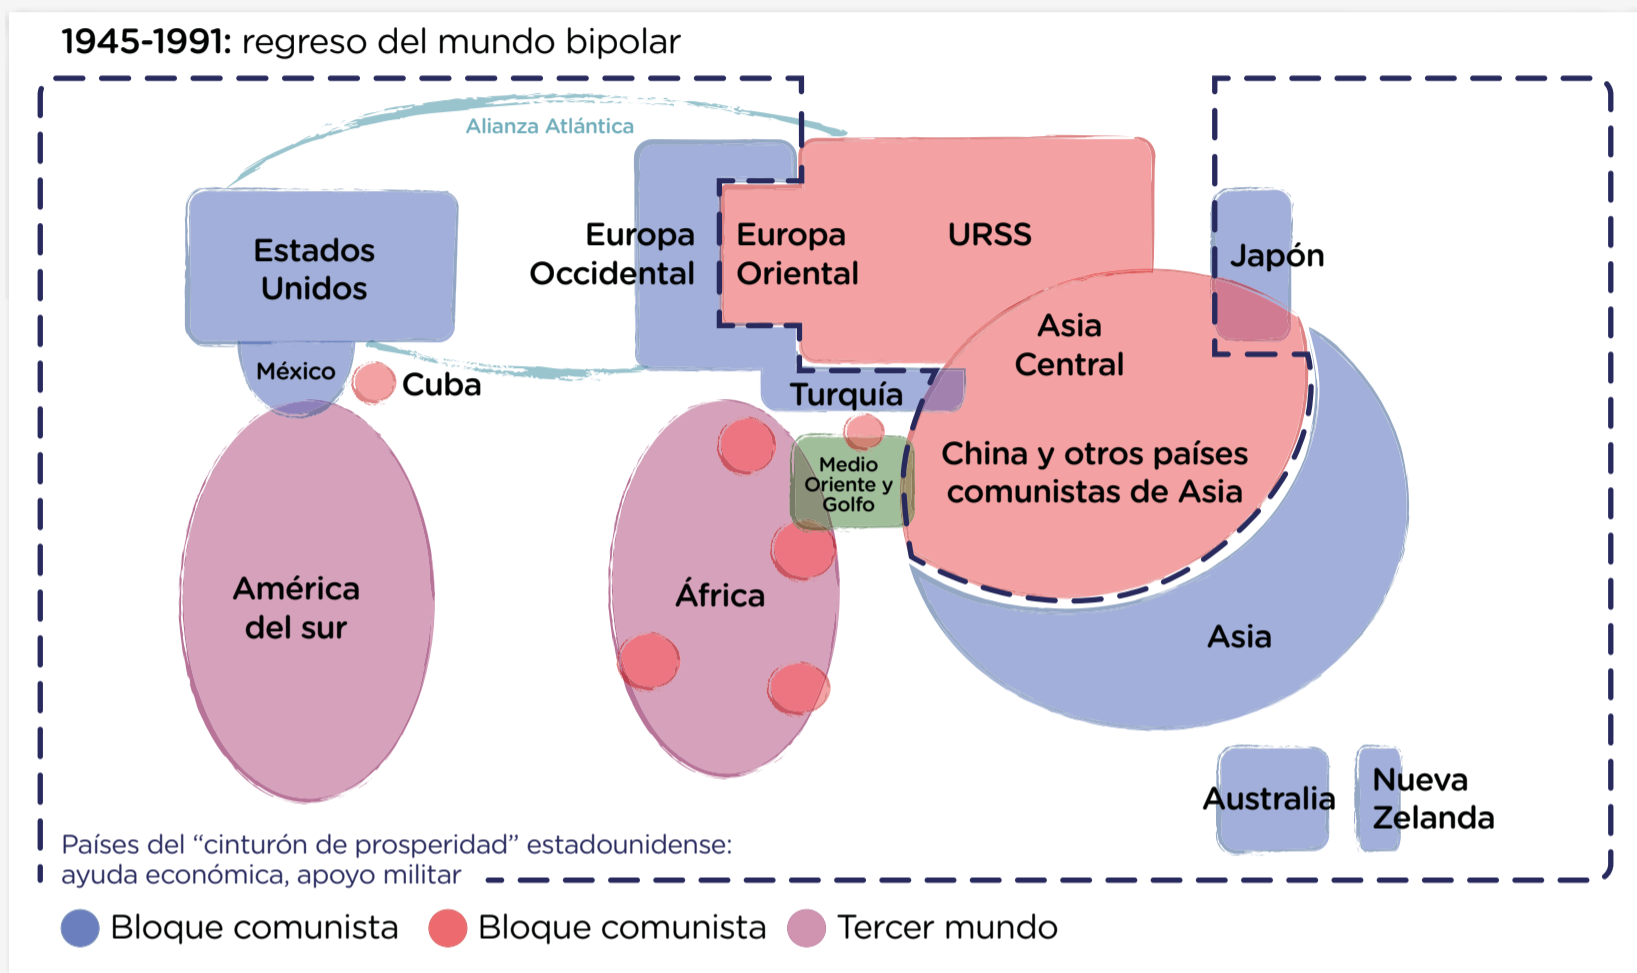 1945-1991: regreso del mundo bipolar
Alianza Atlántica
Estados
Unidos
México
Cuba
Europa
Occidental
Europa
Oriental
URSS
Japón
Asia
Central
Turquía
Medio
Oriente y
Golfo
China y otros países
comunistas de Asia
América
del sur
África
Asia
Australia
Nueva
Zelanda
Países del “cinturón de prosperidad” estadounidense:
ayuda económica, apoyo militar
Bloque comunista
Bloque comunista
Tercer mundo